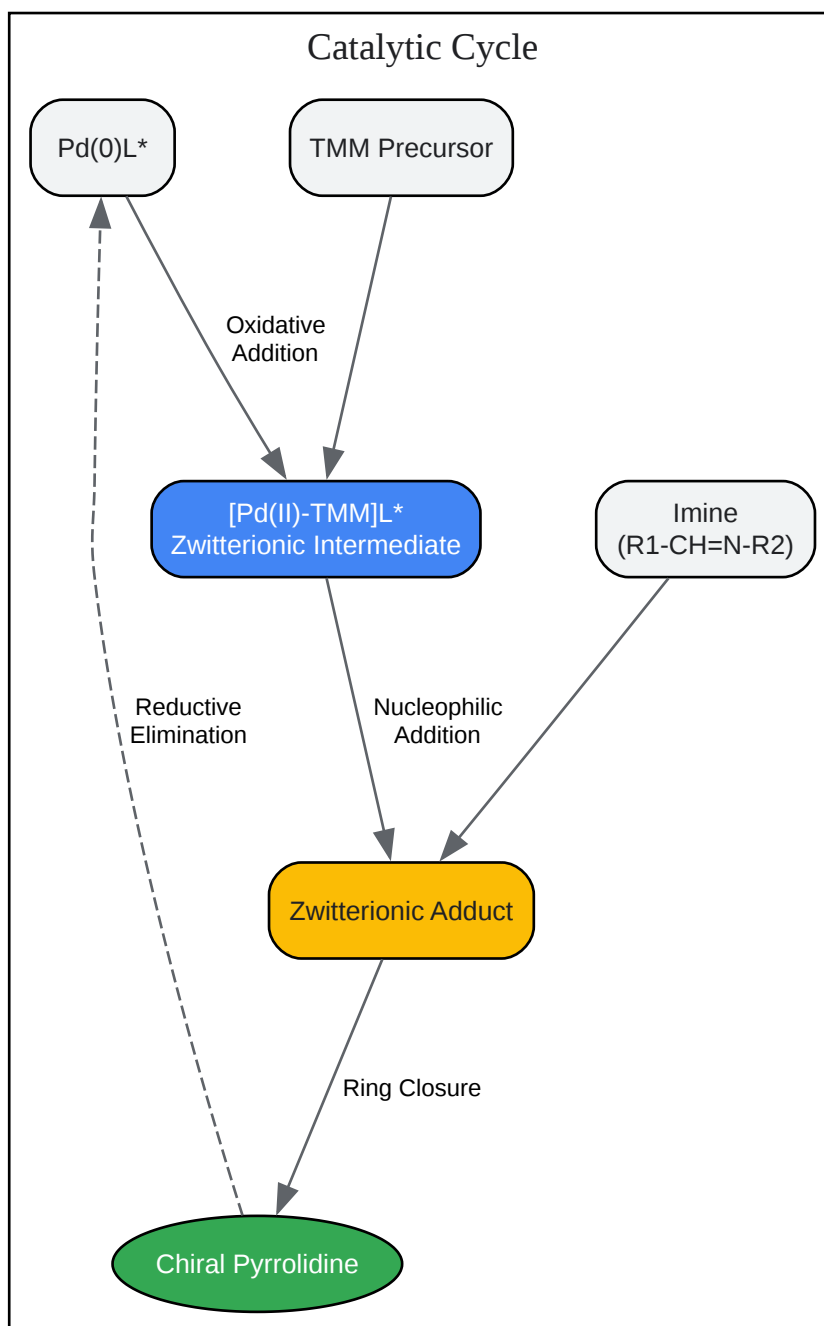 Catalytic Cycle
Pd(0)L*
TMM Precursor
Oxidative
Addition
[Pd(II)-TMM]L*
Zwitterionic Intermediate
Imine
(R1-CH=N-R2)
Reductive
Elimination
Nucleophilic
Addition
Zwitterionic Adduct
Ring Closure
Chiral Pyrrolidine